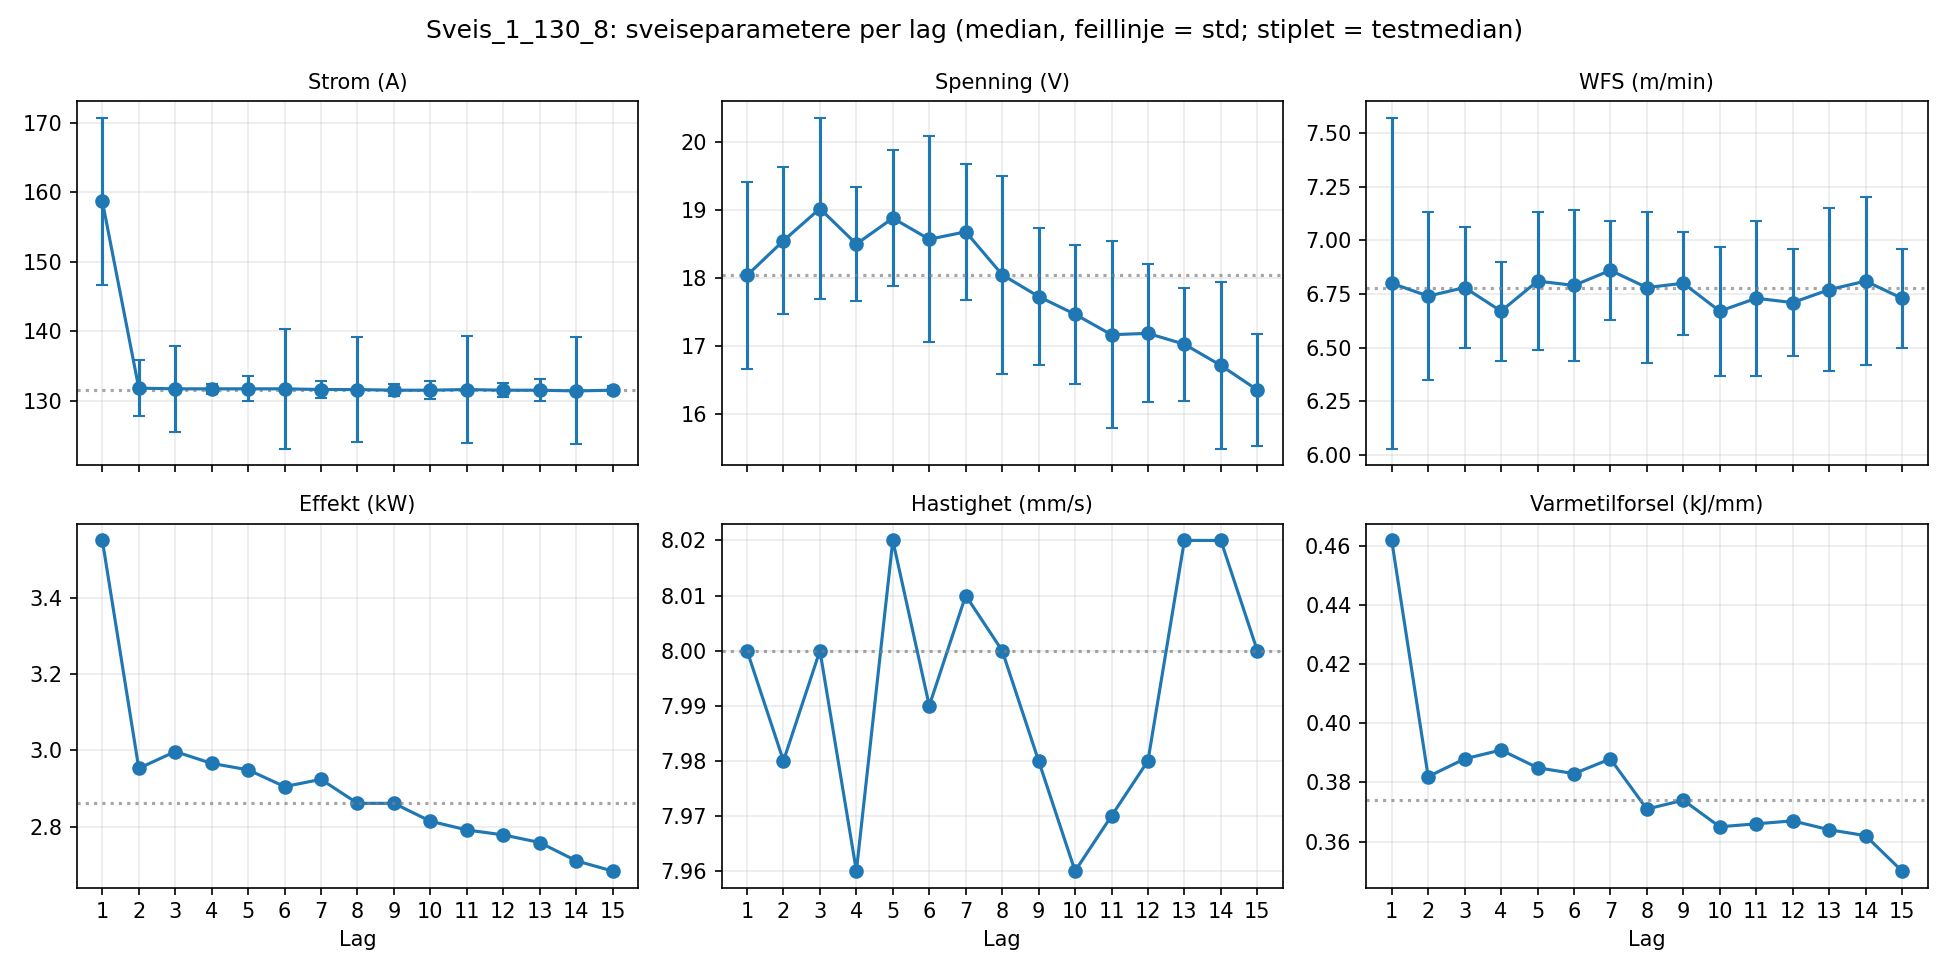 Sveis_1_130_8: sveiseparametere per lag (median, feillinje = std; stiplet = testmedian)
Strom (A)
170
160
150
140
130
Spenning (V)
20
19
18
17
16
WFS (m/min)
7.50
7.25
7.00
6.75
6.50
6.25
6.00
Effekt (kW)
3.4
3.2
3.0
2.8
1 2 3 4 5 6 7 8 9 10 11 12 13 14 15
Lag
Hastighet (mm/s)
8.02
8.01
8.00
7.99
7.98
7.97
7.96
1 2 3 4 5 6 7 8 9 10 11 12 13 14 15
Lag
Varmetilforsel (kJ/mm)
0.46
0.44
0.42
0.40
0.38
0.36
1 2 3 4 5 6 7 8 9 10 11 12 13 14 15
Lag